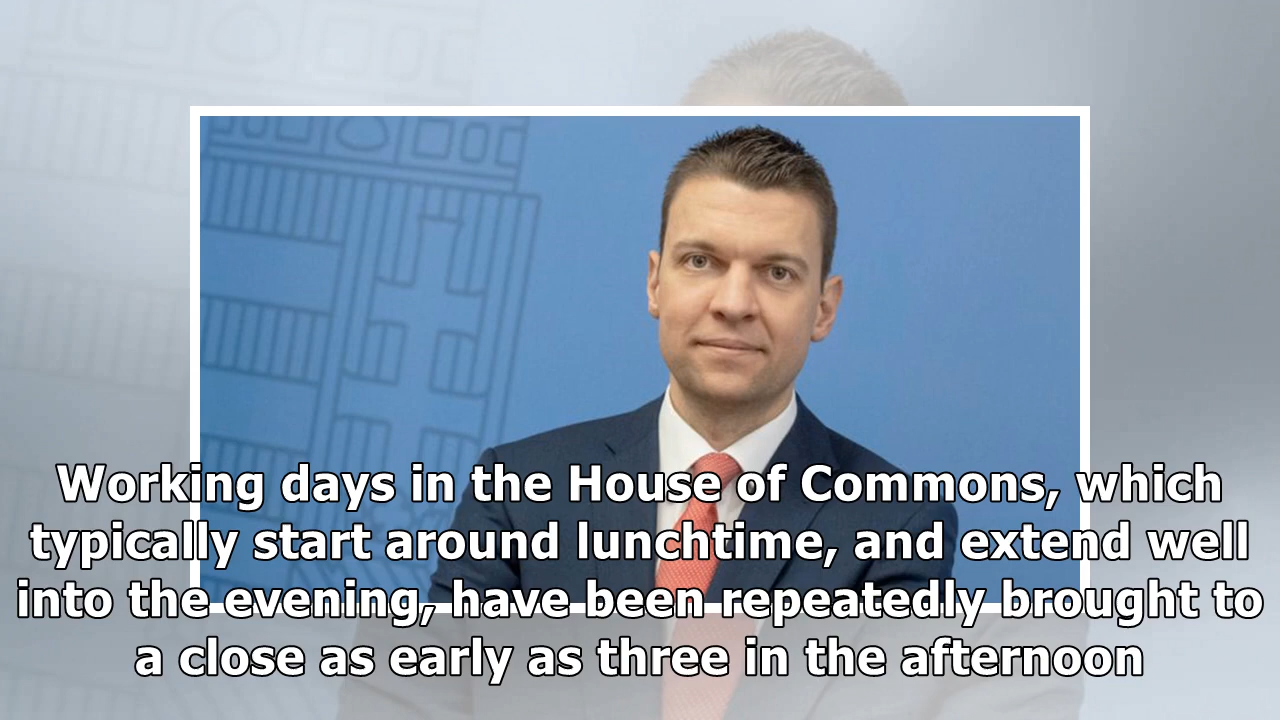 Working days in the House of Commons, which
typically start around lunchtime, and extend well
into the evening, have been repeatedly brought to
a close as early as three in the afternoon